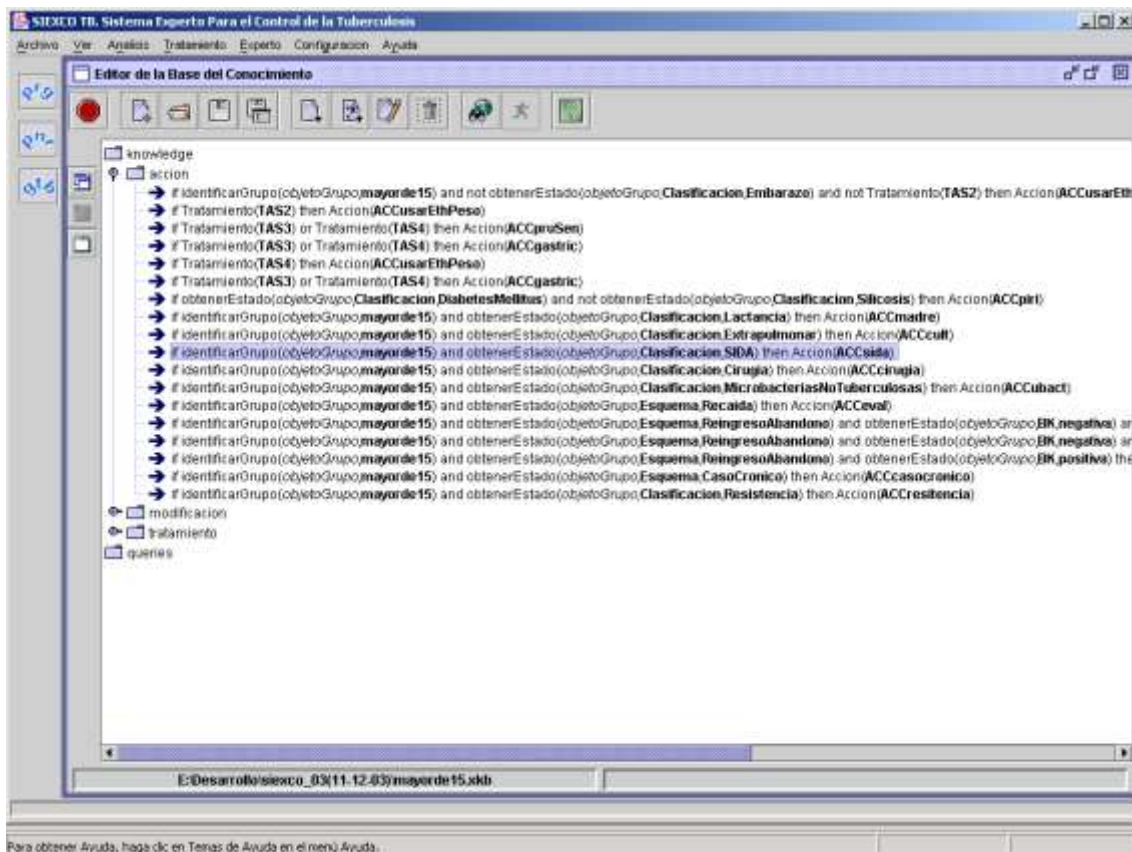 SIEXCO TB. Sistema Experto Para el Control de la Tuberculosis
Archivo Ver Analisis Tratamiento Experto Configuracion Ayuda
Editor de la Base del Conocimiento
knowledge
accion
if identificarGrupo(objetoGrupo,mayorde15) and not obtenerEstado(objetoGrupo,Clasificacion,Embarazo) and not Tratamiento(TAS2) then Accion(ACCusarEth
if Tratamiento(TAS2) then Accion(ACCusarEthPeso)
if Tratamiento(TAS3) or Tratamiento(TAS4) then Accion(ACCpruSen)
if Tratamiento(TAS3) or Tratamiento(TAS4) then Accion(ACCgastric)
if Tratamiento(TAS4) then Accion(ACCusarEthPeso)
if Tratamiento(TAS3) or Tratamiento(TAS4) then Accion(ACCgastric)
if obtenerEstado(objetoGrupo,Clasificacion,DiabetesMellitus) and not obtenerEstado(objetoGrupo,Clasificacion,Silicosis) then Accion(ACCpiri)
if identificarGrupo(objetoGrupo,mayorde15) and obtenerEstado(objetoGrupo,Clasificacion,Lactancia) then Accion(ACCmadre)
if identificarGrupo(objetoGrupo,mayorde15) and obtenerEstado(objetoGrupo,Clasificacion,Extrapulmonar) then Accion(ACCcult)
if identificarGrupo(objetoGrupo,mayorde15) and obtenerEstado(objetoGrupo,Clasificacion,SIDA) then Accion(ACCsida)
if identificarGrupo(objetoGrupo,mayorde15) and obtenerEstado(objetoGrupo,Clasificacion,Cirugia) then Accion(ACCcirugia)
if identificarGrupo(objetoGrupo,mayorde15) and obtenerEstado(objetoGrupo,Clasificacion,MicrobacteriasNoTuberculosas) then Accion(ACCubact)
if identificarGrupo(objetoGrupo,mayorde15) and obtenerEstado(objetoGrupo,Esquema,Recaida) then Accion(ACCeval)
if identificarGrupo(objetoGrupo,mayorde15) and obtenerEstado(objetoGrupo,Esquema,ReingresoAbandono) and obtenerEstado(objetoGrupo,BK,negativa) ar
if identificarGrupo(objetoGrupo,mayorde15) and obtenerEstado(objetoGrupo,Esquema,ReingresoAbandono) and obtenerEstado(objetoGrupo,BK,negativa) ar
if identificarGrupo(objetoGrupo,mayorde15) and obtenerEstado(objetoGrupo,Esquema,ReingresoAbandono) and obtenerEstado(objetoGrupo,BK,positiva) the
if identificarGrupo(objetoGrupo,mayorde15) and obtenerEstado(objetoGrupo,Esquema,CasoCronico) then Accion(ACCcasocronico)
if identificarGrupo(objetoGrupo,mayorde15) and obtenerEstado(objetoGrupo,Clasificacion,Resistencia) then Accion(ACCresitencia)
modificacion
tratamiento
queries
E:\Desarrollo\siexco_03(11-12-03)\mayorde15.xkb
Para obtener Ayuda, haga clic en Temas de Ayuda en el menú Ayuda.